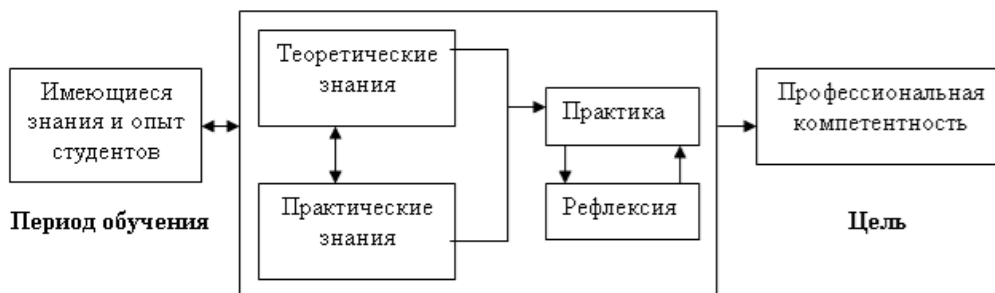 Имеющиеся
знания и опыт
студентов
Период обучения
Теоретические
знания
Практические
знания
Практика
Рефлексия
Профессиональная
компетентность
Цель